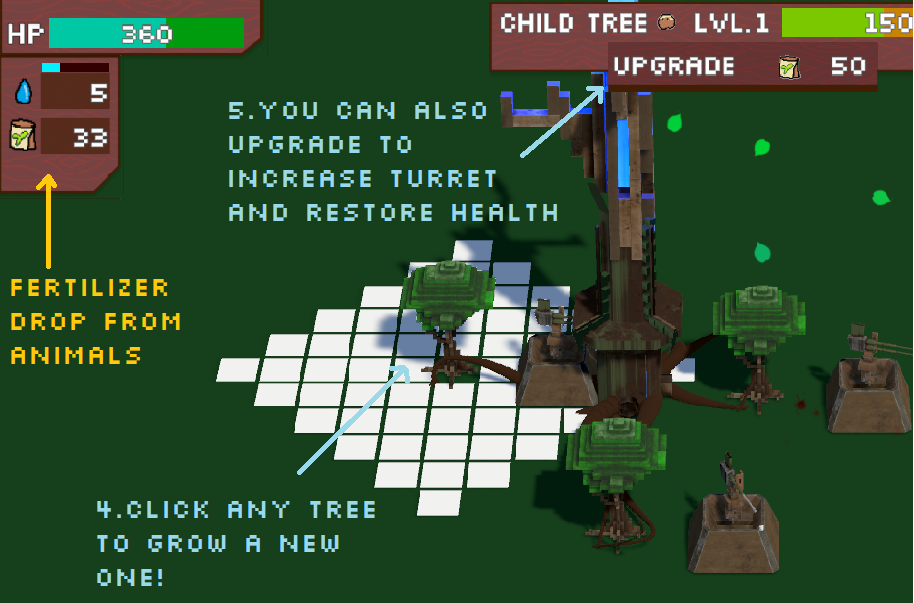 HP 360
CHILD TREE LVL.1 150
UPGRADE 50
5
33
5.YOU CAN ALSO
UPGRADE TO
INCREASE TURRET
AND RESTORE HEALTH
FERTILIZER
DROP FROM
ANIMALS
4.CLICK ANY TREE
TO GROW A NEW
ONE!